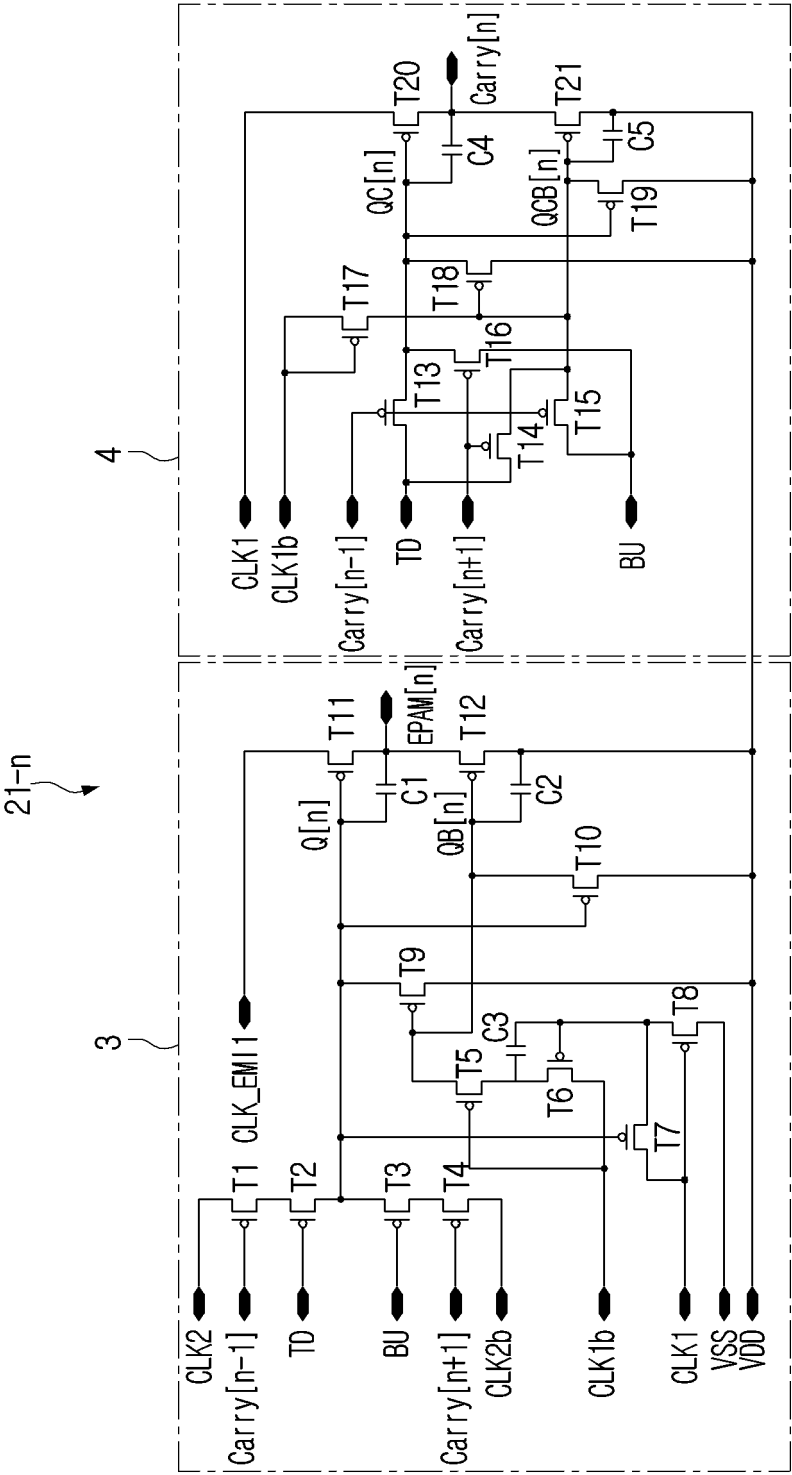 21-n
3
CLK2
Carry[n-1]
TD
BU
Carry[n+1]
CLK2b
CLK1b
CLK1
VSS
VDD
CLK_EMI1
T1
T2
T3
T4
T5
T6
T7
T8
T9
T10
T11
T12
C1
C2
C3
Q[n]
QB[n]
EPAM[n]
4
CLK1
CLK1b
Carry[n-1]
TD
Carry[n+1]
BU
T13
T14
T15
T16
T17
T18
T19
T20
T21
C4
C5
QC[n]
QCB[n]
Carry[n]